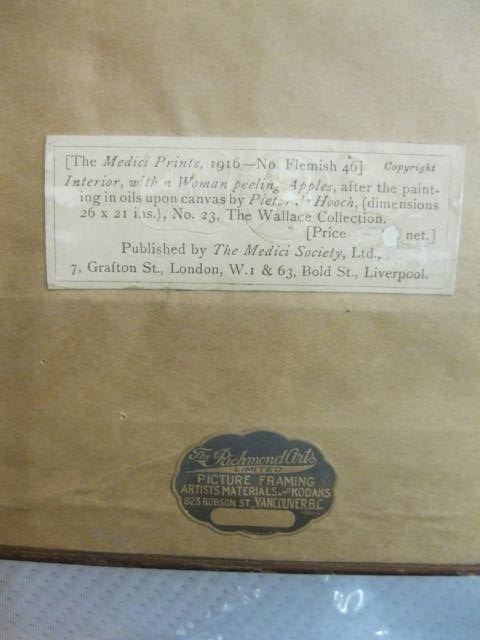 [The Medici Prints, 1916—No. Flemish 46] Copyright
Interior, with a Woman peeling Apples, after the paint-
ing in oils upon canvas by Pieter Hooch, (dimensions
26 x 21 i.is.), No. 23, The Wallace Collection.
[Price net.]
Published by The Medici Society, Ltd.,
7, Grafton St., London, W.1 & 63, Bold St., Liverpool.
The Richmond Arts
LIMITED
PICTURE FRAMING
ARTISTS MATERIALS AND KODAKS
823 ROBSON ST. VANCOUVER B.C.